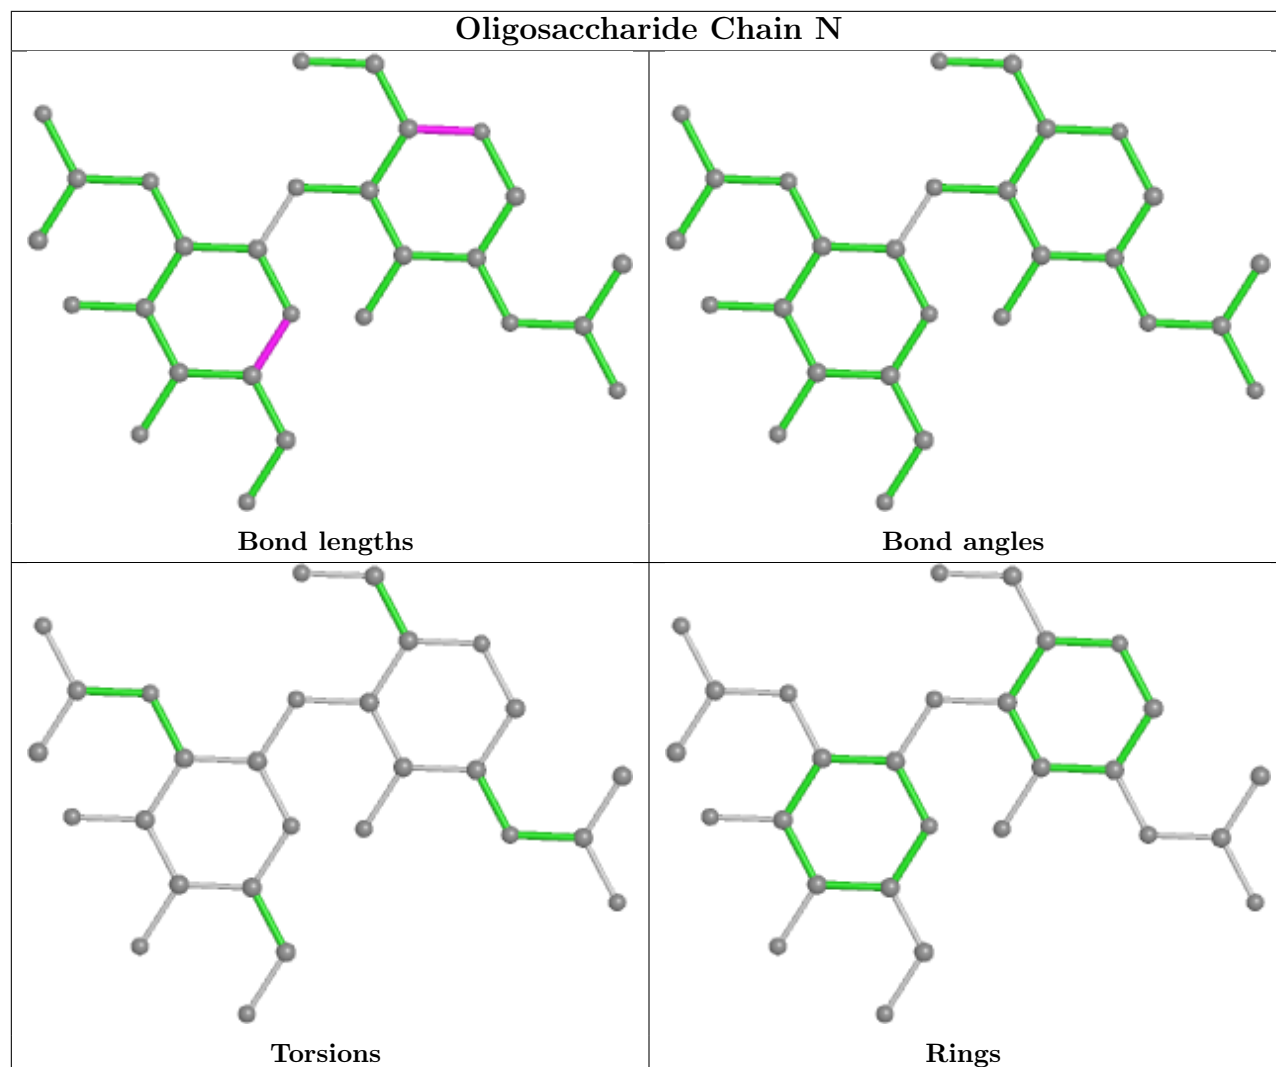 Oligosaccharide Chain N
Bond lengths
Bond angles
Torsions
Rings